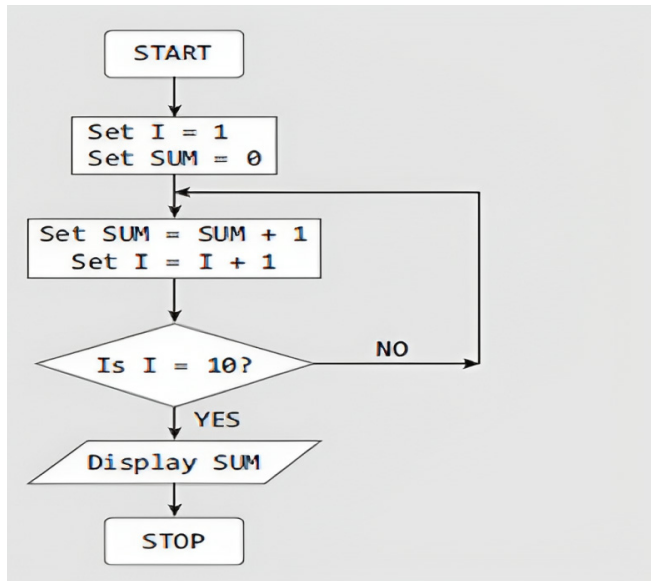 START
Set I = 1
Set SUM = 0
Set SUM = SUM + 1
Set I = I + 1
Is I = 10?
NO
YES
Display SUM
STOP